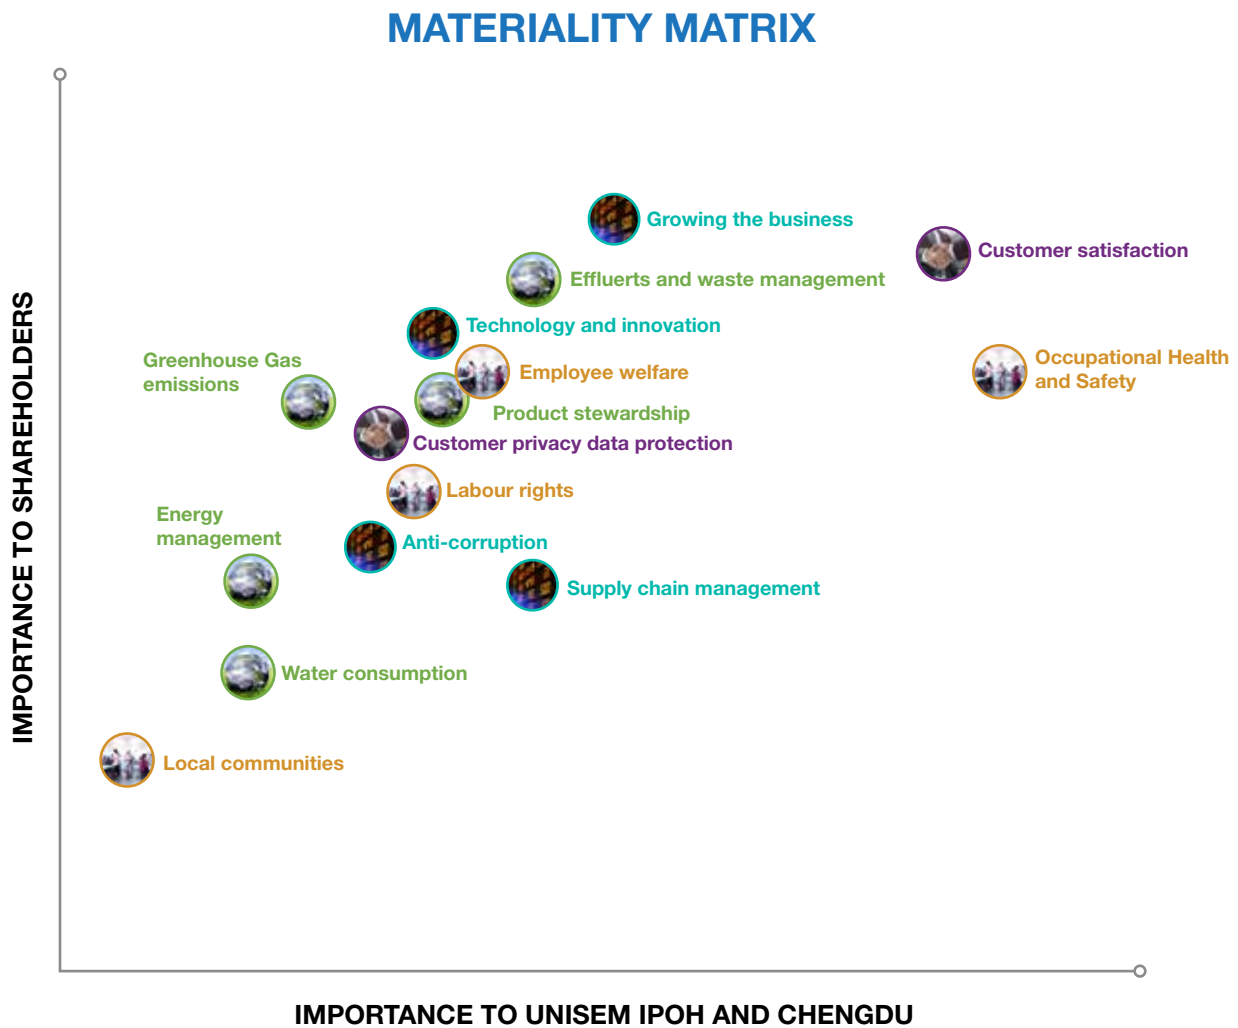 MATERIALITY MATRIX
IMPORTANCE TO SHAREHOLDERS
Growing the business
Customer satisfaction
Effluerts and waste management
Technology and innovation
Greenhouse Gas
emissions
Employee welfare
Occupational Health
and Safety
Product stewardship
Customer privacy data protection
Labour rights
Energy
management
Anti-corruption
Supply chain management
Water consumption
Local communities
IMPORTANCE TO UNISEM IPOH AND CHENGDU